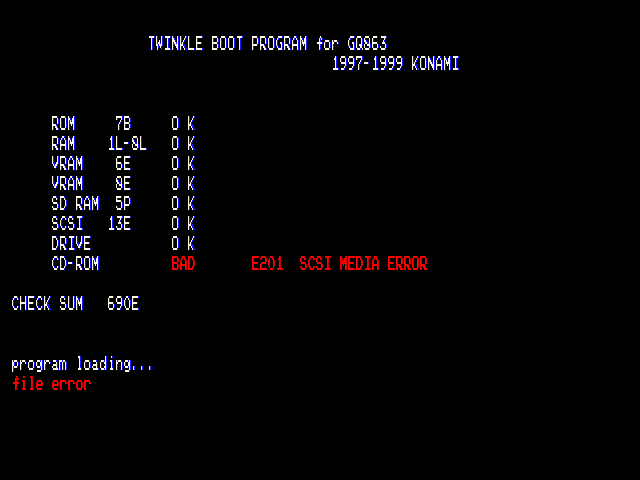 TWINKLE BOOT PROGRAM for GQ863
1997-1999 KONAMI
ROM 7B O K
RAM 1L-8L O K
VRAM 6E O K
VRAM 8E O K
SD RAM 5P O K
SCSI 13E O K
DRIVE O K
CD-ROM BAD E201 SCSI MEDIA ERROR
CHECK SUM 690E
program loading...
file error